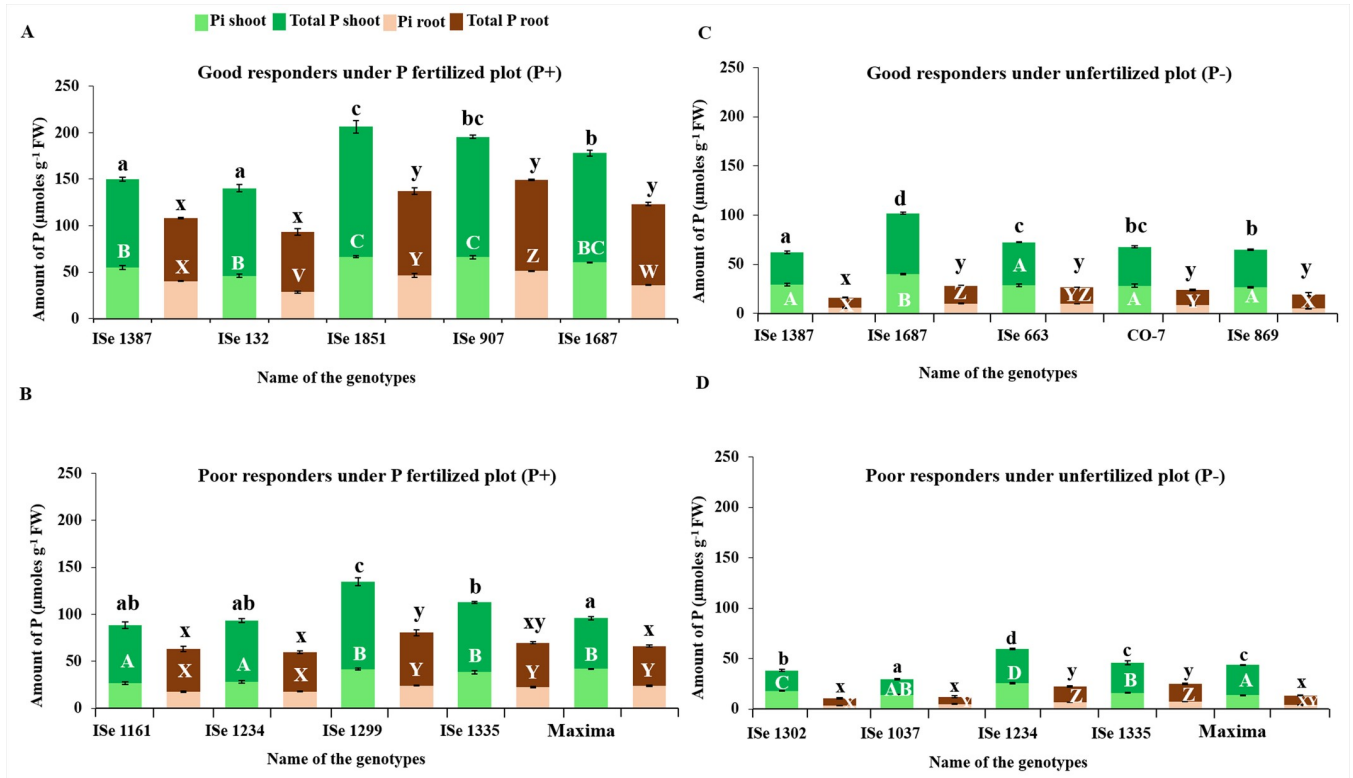 Pi shoot Total P shoot Pi root Total P root
A
Good responders under P fertilized plot (P+)
Amount of P (µmoles g-1 FW)
250
200
150
100
50
0
a x a x c y bc y b y
B X B V C Y C Z BC W
ISe 1387 ISe 132 ISe 1851 ISe 907 ISe 1687
Name of the genotypes
C
Good responders under unfertilized plot (P-)
Amount of P (µmoles g-1 FW)
250
200
150
100
50
0
a x d y c y bc y b y
A X B Z A YZ A Y A X
ISe 1387 ISe 1687 ISe 663 CO-7 ISe 869
Name of the genotypes
B
Poor responders under P fertilized plot (P+)
Amount of P (µmoles g-1 FW)
250
200
150
100
50
0
ab x ab x c y b xy a x
A X A X B Y B Y B Y
ISe 1161 ISe 1234 ISe 1299 ISe 1335 Maxima
Name of the genotypes
D
Poor responders under unfertilized plot (P-)
Amount of P (µmoles g-1 FW)
250
200
150
100
50
0
b x a x d y c y c x
C X AB Y D Z B Z A XY
ISe 1302 ISe 1037 ISe 1234 ISe 1335 Maxima
Name of the genotypes